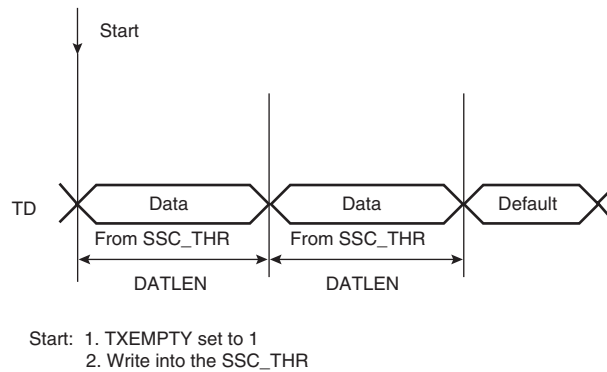 Start
TD
Data
Data
Default
From SSC_THR
From SSC_THR
DATLEN
DATLEN
Start: 1. TXEMPTY set to 1
2. Write into the SSC_THR